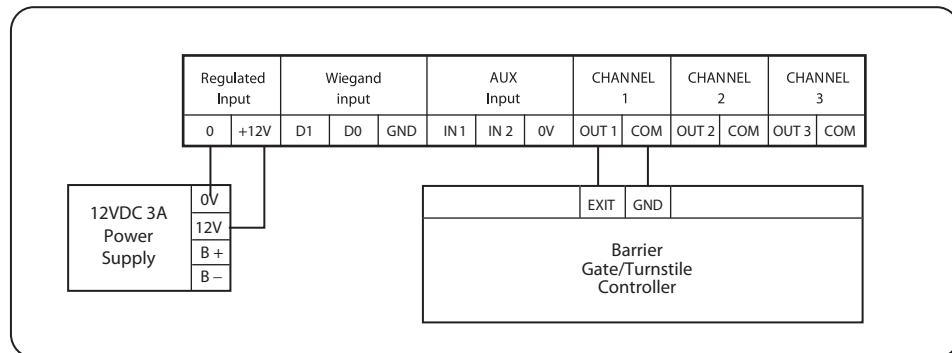 Regulated Input
Wiegand input
AUX Input
CHANNEL 1
CHANNEL 2
CHANNEL 3
0 +12V D1 D0 GND IN 1 IN 2 0V OUT 1 COM OUT 2 COM OUT 3 COM
12VDC 3A
Power
Supply
0V
12V
B +
B –
EXIT GND
Barrier
Gate/Turnstile
Controller